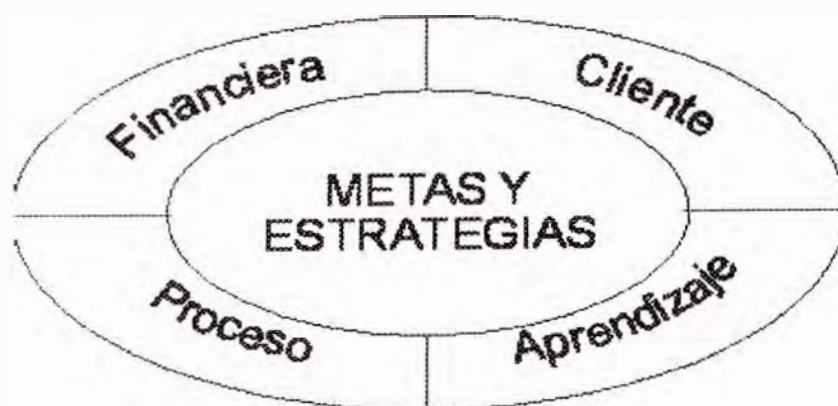 Financiera
Cliente
METAS Y
ESTRATEGIAS
Proceso
Aprendizaje